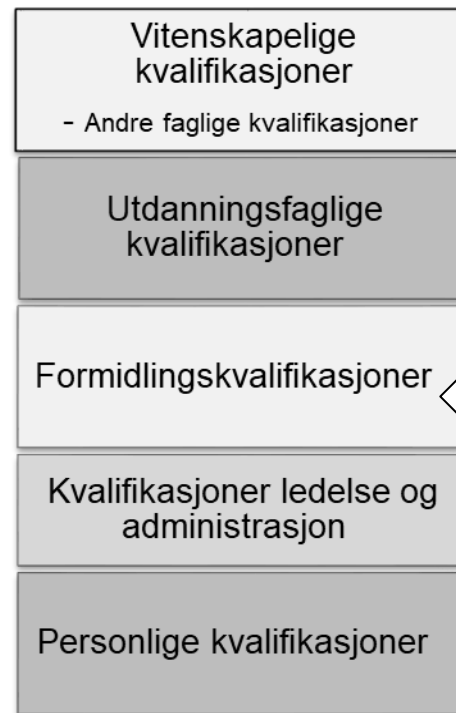 Vitenskapelige
kvalifikasjoner
- Andre faglige kvalifikasjoner
Utdanningsfaglige
kvalifikasjoner
Formidlingskvalifikasjoner
Kvalifikasjoner ledelse og
administrasjon
Personlige kvalifikasjoner